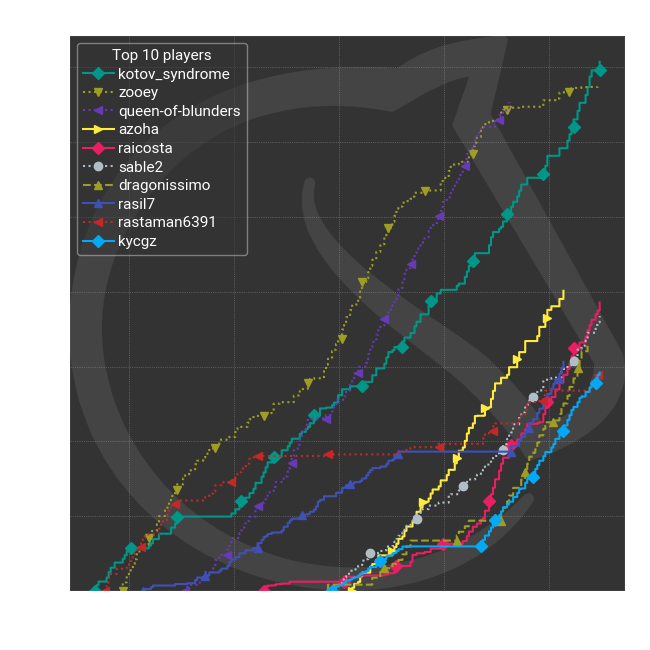 Top 10 players
kotov_syndrome
zooey
queen-of-blunders
azoha
raicosta
sable2
dragonissimo
rasil7
rastaman6391
kycgz